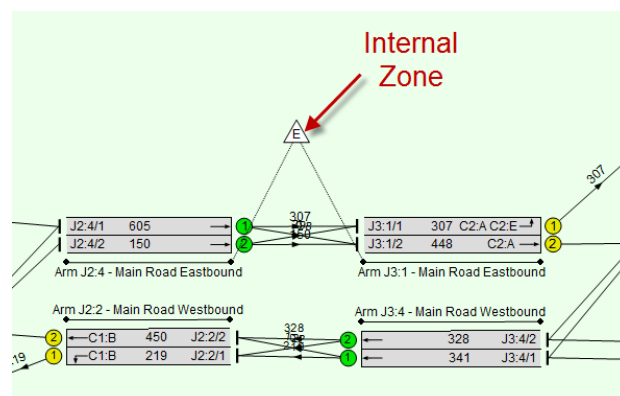 Internal
Zone
E
307
J2:4/1 605
1
307
J3:1/1 307 C2:A C2:E
1
J2:4/2 150
2
150
J3:1/2 448 C2:A
2
Arm J2:4 - Main Road Eastbound
Arm J3:1 - Main Road Eastbound
Arm J2:2 - Main Road Westbound
Arm J3:4 - Main Road Westbound
328
2
C1:B 450 J2:2/2
2
328 J3:4/2
1
C1:B 219 J2:2/1
1
341 J3:4/1